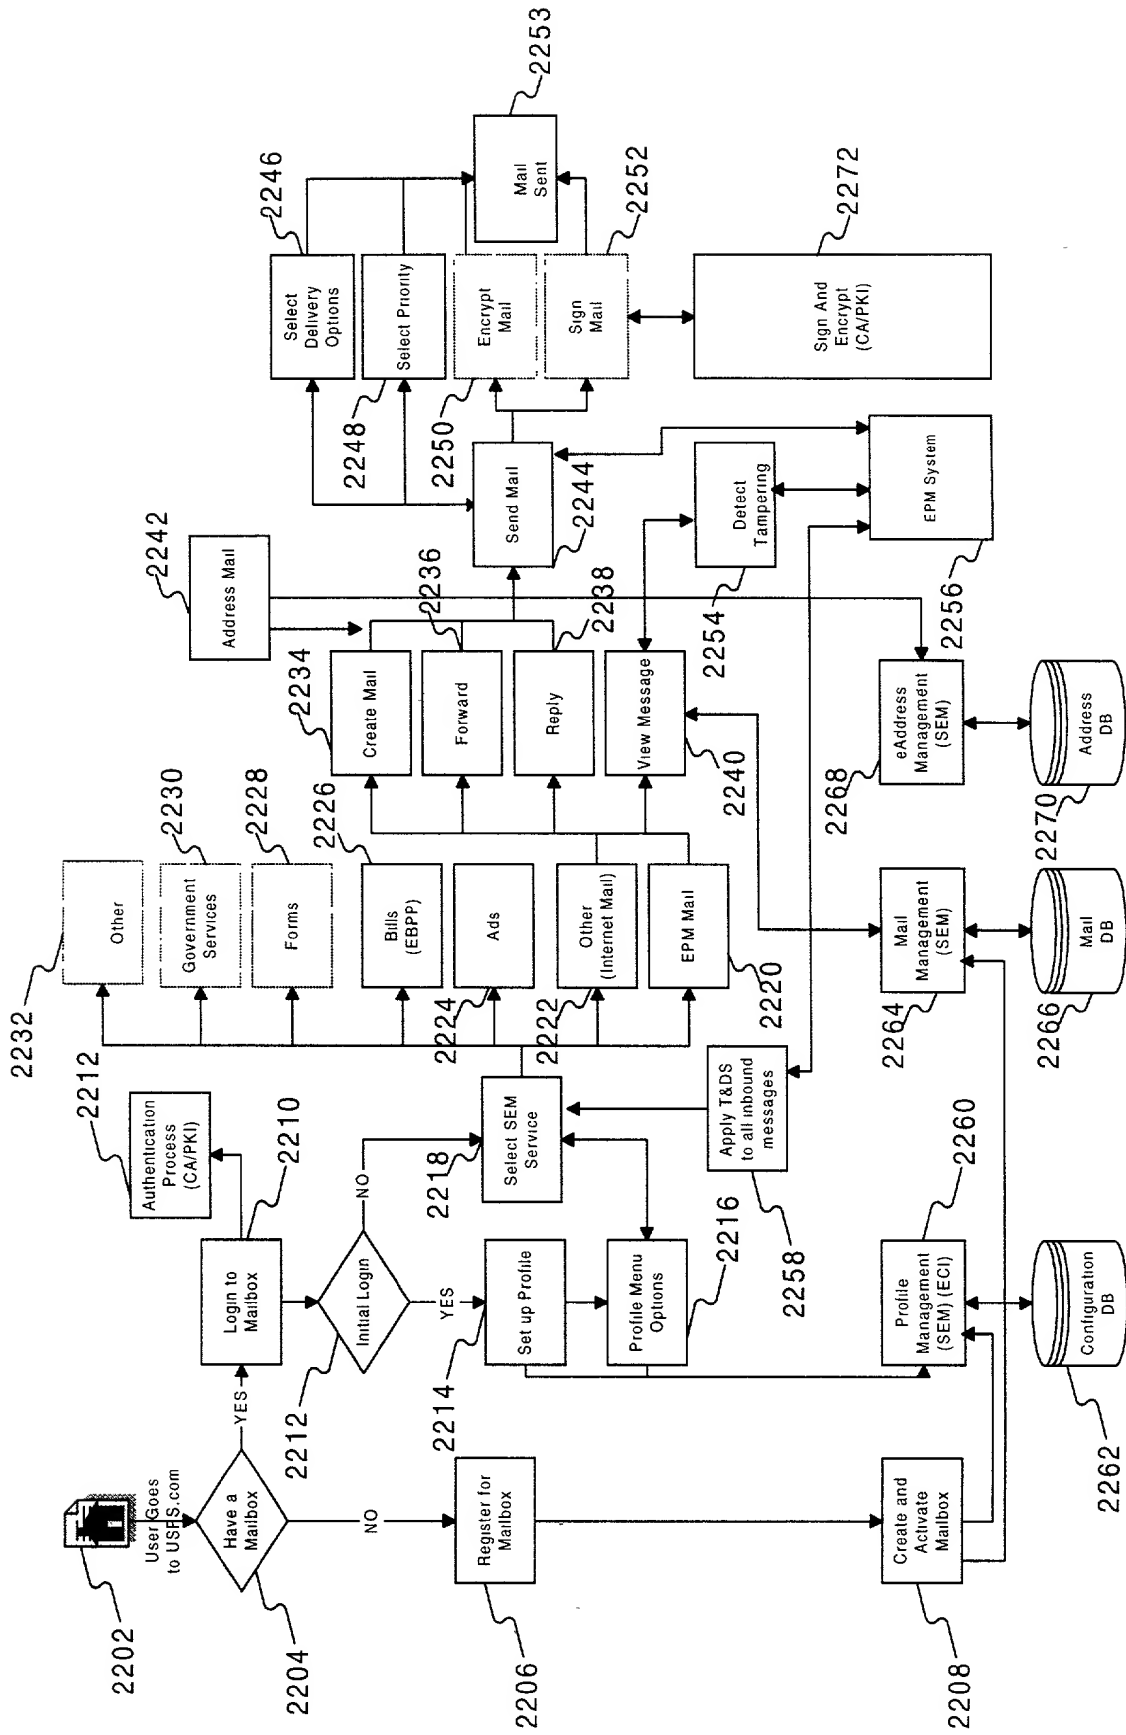 2202
User Goes
to USPS.com
2204
Have a
Mailbox
YES
NO
2206
Register for
Mailbox
2208
Create and
Activate
Mailbox
2212
Authentication
Process
(CA/PKI)
2210
Login to
Mailbox
2212
Initial Login
NO
YES
2214
Set up Profile
2216
Profile Menu
Options
2218
Select SEM
Service
2258
Apply T&DS
to all inbound
messages
2260
Profile
Management
(SEM) (ECI)
2262
Configuration
DB
2232
Other
2230
Government
Services
2228
Forms
2226
Bills
(EBPP)
2224
Ads
2222
Other
(Internet Mail)
2220
EPM Mail
2264
Mail
Management
(SEM)
2266
Mail
DB
2242
Address Mail
2234
Create Mail
2236
Forward
2238
Reply
2240
View Message
2268
eAddress
Management
(SEM)
2270
Address
DB
2244
Send Mail
2254
Detect
Tampering
2256
EPM System
2246
Select
Delivery
Options
2248
Select Priority
2250
Encrypt
Mail
2252
Sign
Mail
2253
Mail
Sent
2272
Sign And
Encrypt
(CA/PKI)